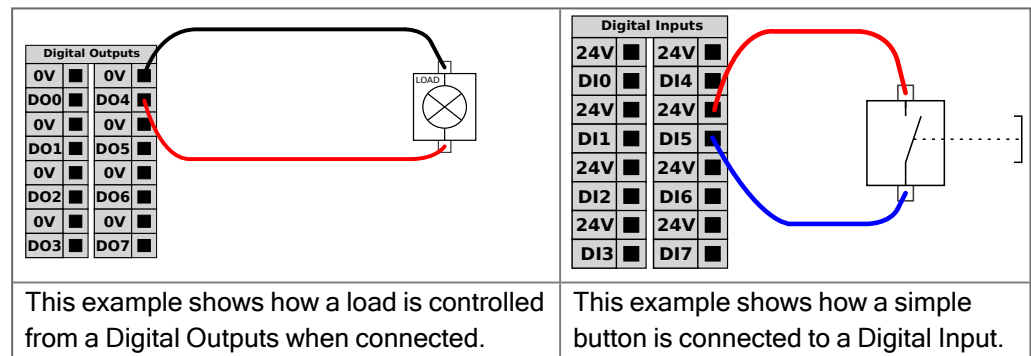 Digital Outputs
0V 0V
DO0 DO4
0V 0V
DO1 DO5
0V 0V
DO2 DO6
0V 0V
DO3 DO7
LOAD
This example shows how a load is controlled
from a Digital Outputs when connected.
Digital Inputs
24V 24V
DI0 DI4
24V 24V
DI1 DI5
24V 24V
DI2 DI6
24V 24V
DI3 DI7
This example shows how a simple
button is connected to a Digital Input.